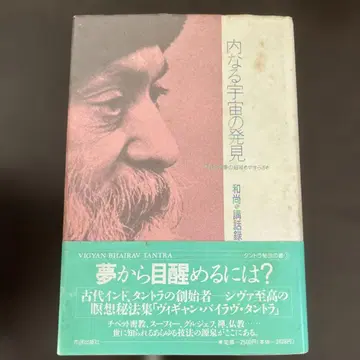 内なる宇宙の発見
和尚講話録
VIGYAN BHAIRAV TANTRA
タントラ秘法の書
夢から目醒めるには?
古代インド、タントラの創始者――シヴァ至高の
瞑想秘法集「ヴィギャン・バイラヴ・タントラ」
チベット密教、スーフィー、グルジェフ、禅、仏教……
世に知られるあらゆる技法の源泉がここにある。
市民出版社